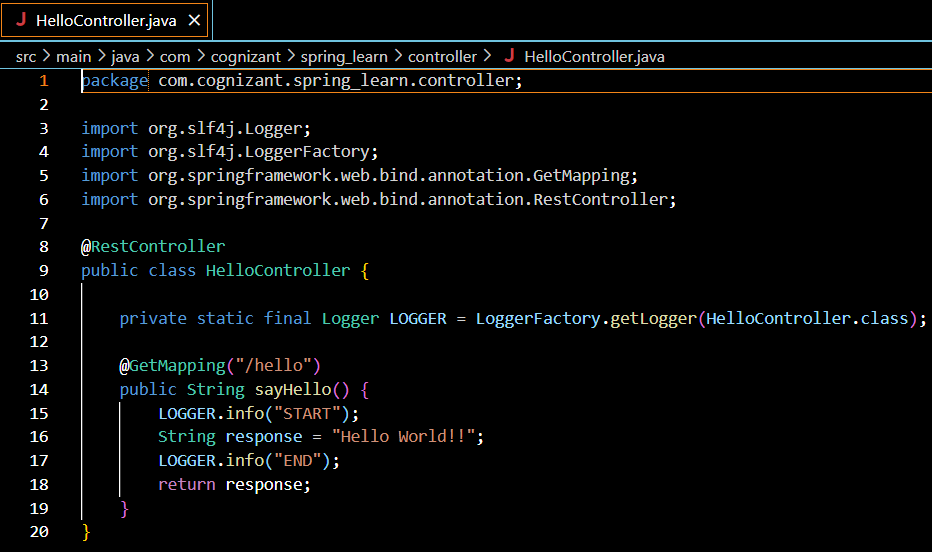 HelloController.java
src > main > java > com > cognizant > spring_learn > controller > HelloController.java
1 package com.cognizant.spring_learn.controller;
2
3 import org.slf4j.Logger;
4 import org.slf4j.LoggerFactory;
5 import org.springframework.web.bind.annotation.GetMapping;
6 import org.springframework.web.bind.annotation.RestController;
7
8 @RestController
9 public class HelloController {
10
11     private static final Logger LOGGER = LoggerFactory.getLogger(HelloController.class);
12
13     @GetMapping("/hello")
14     public String sayHello() {
15         LOGGER.info("START");
16         String response = "Hello World!!";
17         LOGGER.info("END");
18         return response;
19     }
20 }